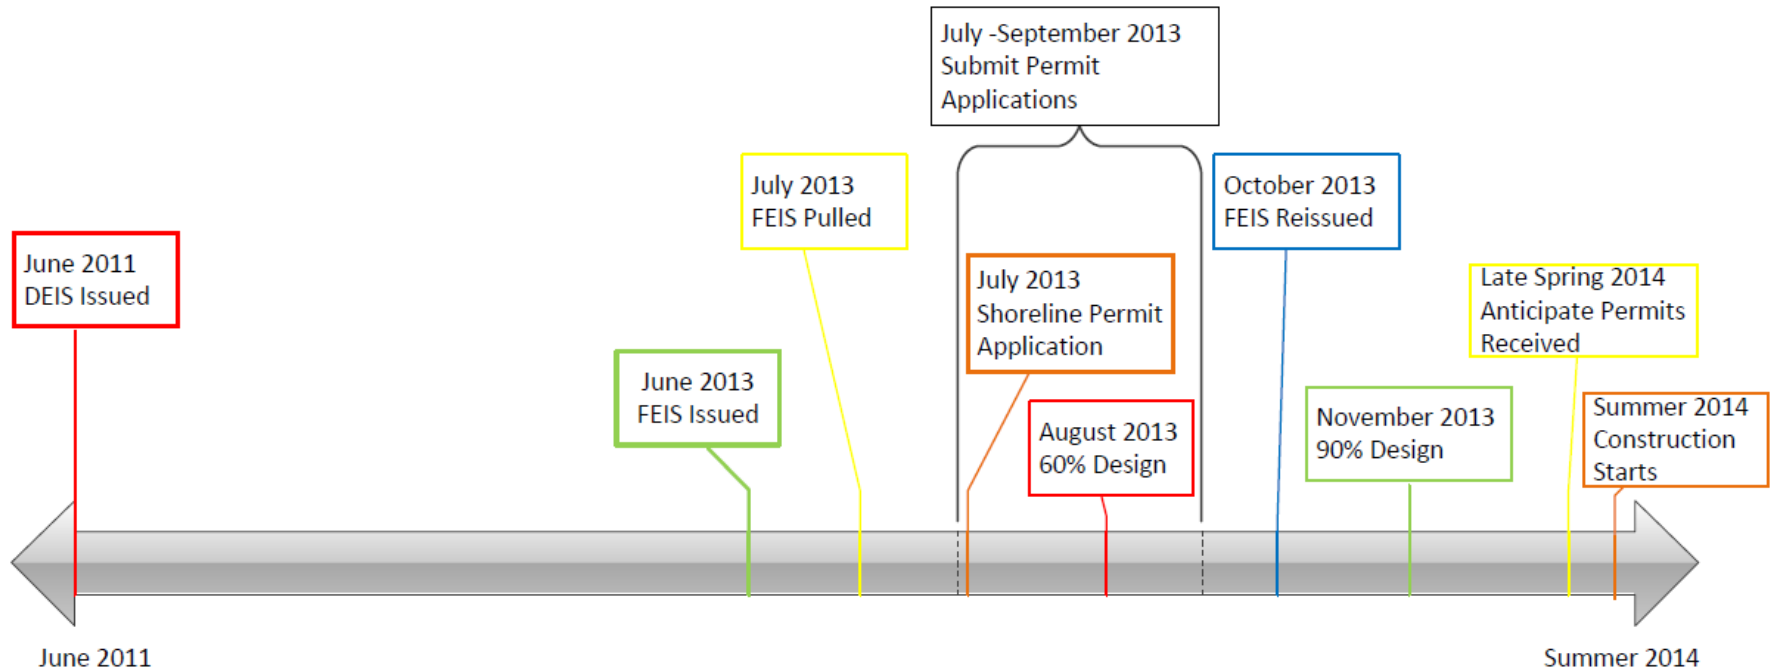 July -September 2013
Submit Permit
Applications
July 2013
FEIS Pulled
October 2013
FEIS Reissued
June 2011
DEIS Issued
July 2013
Shoreline Permit
Application
Late Spring 2014
Anticipate Permits
Received
June 2013
FEIS Issued
August 2013
60% Design
November 2013
90% Design
Summer 2014
Construction
Starts
June 2011
Summer 2014